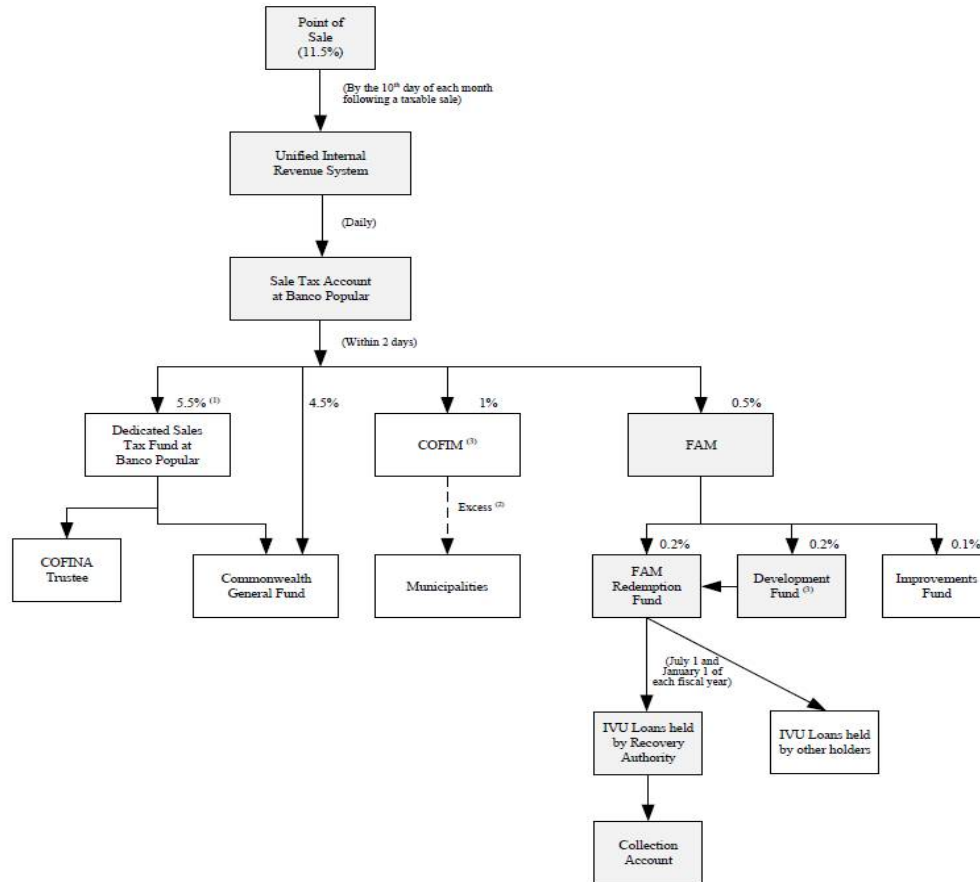 Point of
Sale
(11.5%)
(By the 10th day of each month
following a taxable sale)
Unified Internal
Revenue System
(Daily)
Sale Tax Account
at Banco Popular
(Within 2 days)
5.5% (1)
4.5%
1%
0.5%
Dedicated Sales
Tax Fund at
Banco Popular
COFIM (3)
FAM
Excess (2)
0.2%
0.2%
0.1%
COFINA
Trustee
Commonwealth
General Fund
Municipalities
FAM
Redemption
Fund
Development
Fund (3)
Improvements
Fund
(July 1 and
January 1 of
each fiscal year)
IVU Loans held
by Recovery
Authority
IVU Loans held
by other holders
Collection
Account